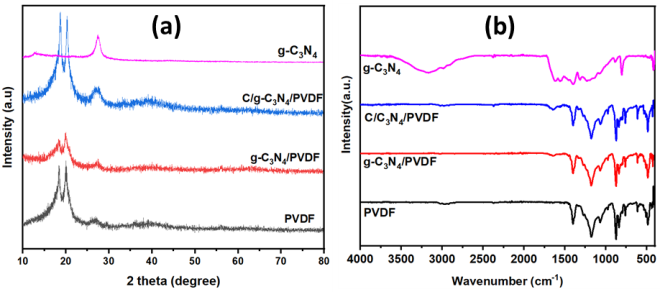 (a)
g-C₃N₄
C/g-C₃N₄/PVDF
g-C₃N₄/PVDF
PVDF
Intensity (a.u)
10 20 30 40 50 60 70 80
2 theta (degree)
(b)
g-C₃N₄
C/C₃N₄/PVDF
g-C₃N₄/PVDF
PVDF
Intensity(a.u.)
4000 3500 3000 2500 2000 1500 1000 500
Wavenumber (cm⁻¹)